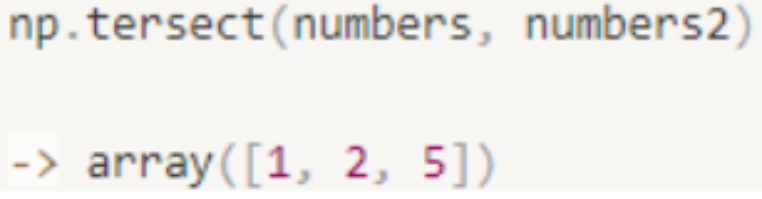 np.tersect(numbers, numbers2)
-> array([1, 2, 5])